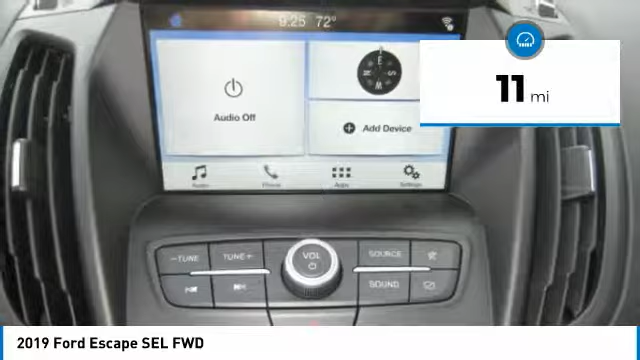 9:25 72°
Audio Off
E
S
W
N
Add Device
Audio
Phone
Apps
Settings
11 mi
−TUNE
TUNE+
VOL
SOURCE
SOUND
2019 Ford Escape SEL FWD